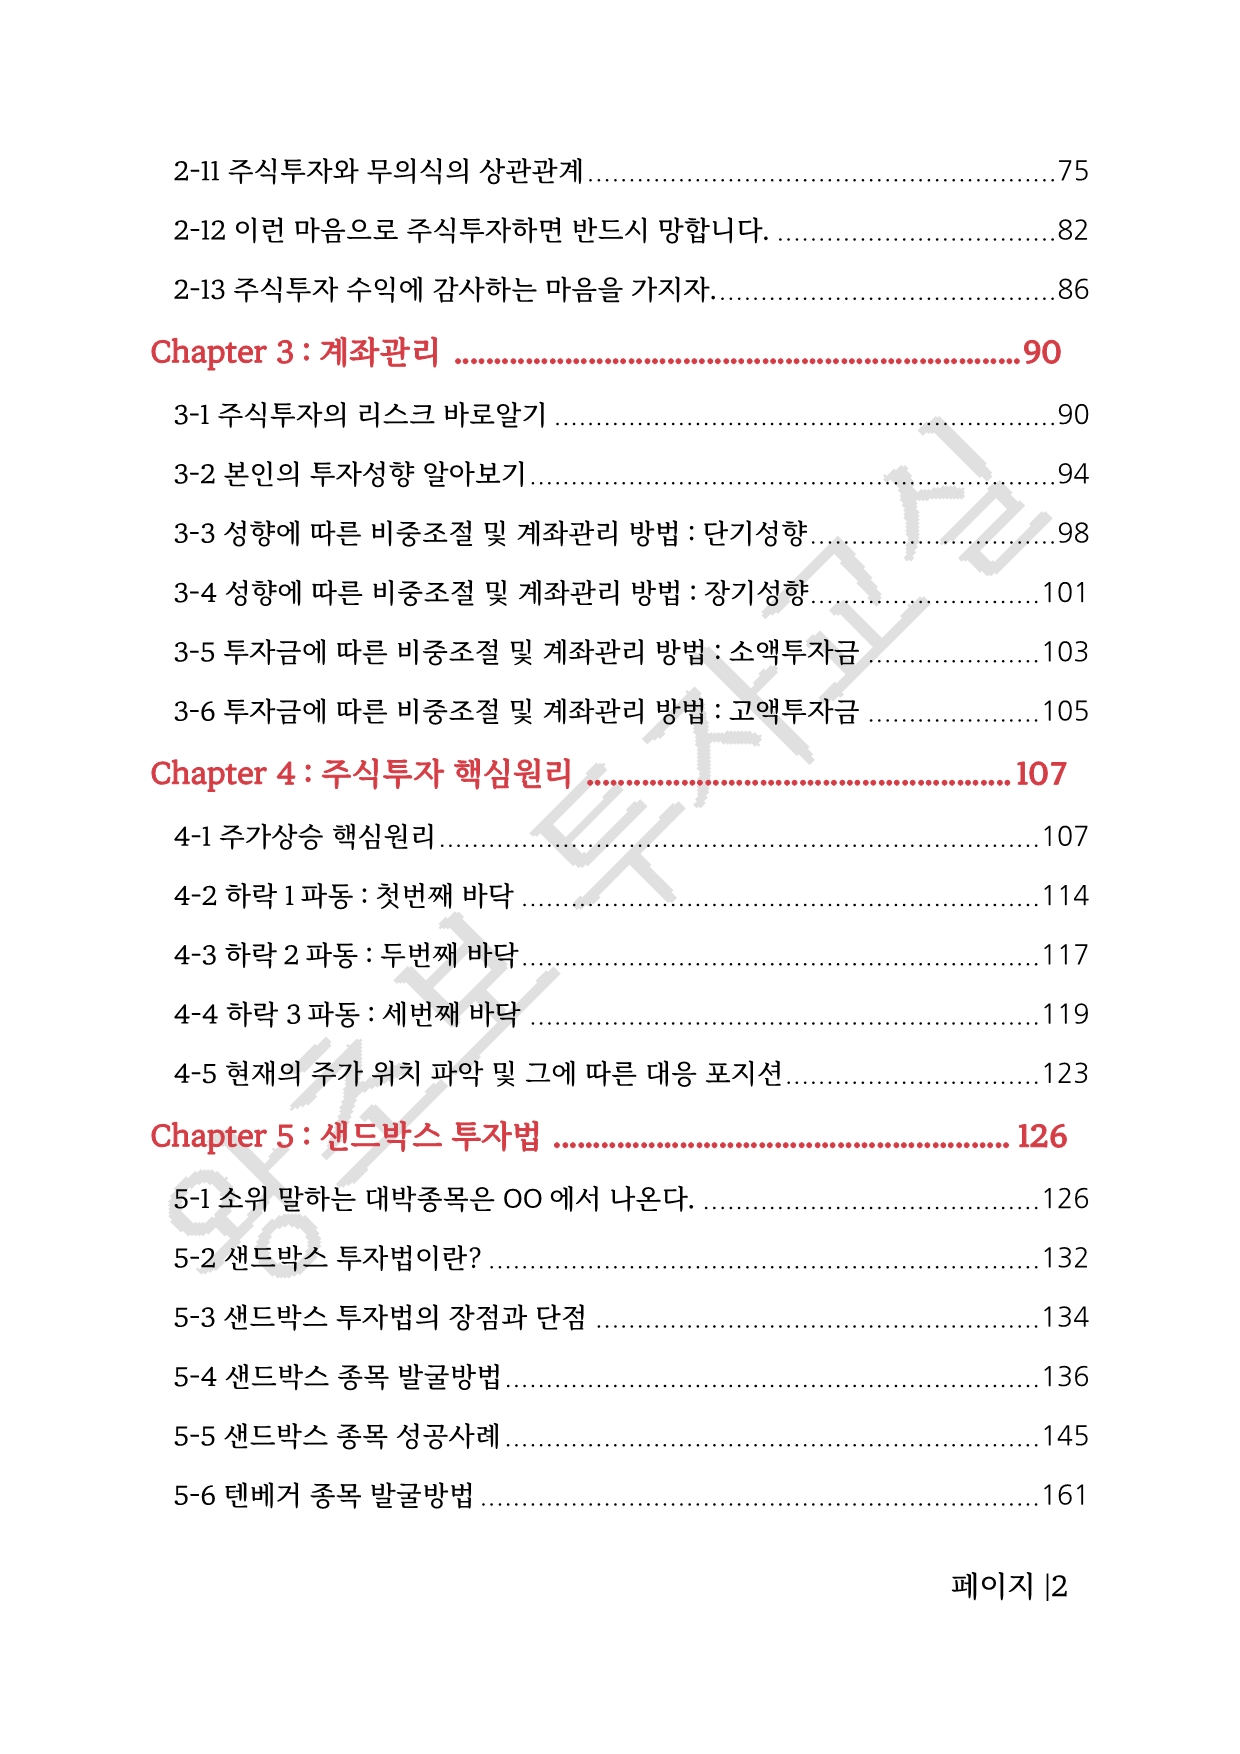 2-11 주식투자와 무의식의 상관관계........................................................75
2-12 이런 마음으로 주식투자하면 반드시 망합니다. ..................................82
2-13 주식투자 수익에 감사하는 마음을 가지자.........................................86
Chapter 3 : 계좌관리 ........................................................................90
3-1 주식투자의 리스크 바로알기 ............................................................90
3-2 본인의 투자성향 알아보기...............................................................94
3-3 성향에 따른 비중조절 및 계좌관리 방법 : 단기성향..............................98
3-4 성향에 따른 비중조절 및 계좌관리 방법 : 장기성향............................101
3-5 투자금에 따른 비중조절 및 계좌관리 방법 : 소액투자금 .....................103
3-6 투자금에 따른 비중조절 및 계좌관리 방법 : 고액투자금 .....................105
Chapter 4 : 주식투자 핵심원리 ...................................................... 107
4-1 주가상승 핵심원리........................................................................107
4-2 하락 1 파동 : 첫번째 바닥 ..............................................................114
4-3 하락 2 파동 : 두번째 바닥..............................................................117
4-4 하락 3 파동 : 세번째 바닥 .............................................................119
4-5 현재의 주가 위치 파악 및 그에 따른 대응 포지션...............................123
Chapter 5 : 샌드박스 투자법 .......................................................... 126
5-1 소위 말하는 대박종목은 OO 에서 나온다. .........................................126
5-2 샌드박스 투자법이란? ..................................................................132
5-3 샌드박스 투자법의 장점과 단점 .....................................................134
5-4 샌드박스 종목 발굴방법................................................................136
5-5 샌드박스 종목 성공사례................................................................145
5-6 텐베거 종목 발굴방법 ...................................................................161
왕초보 투자교실
페이지 |2